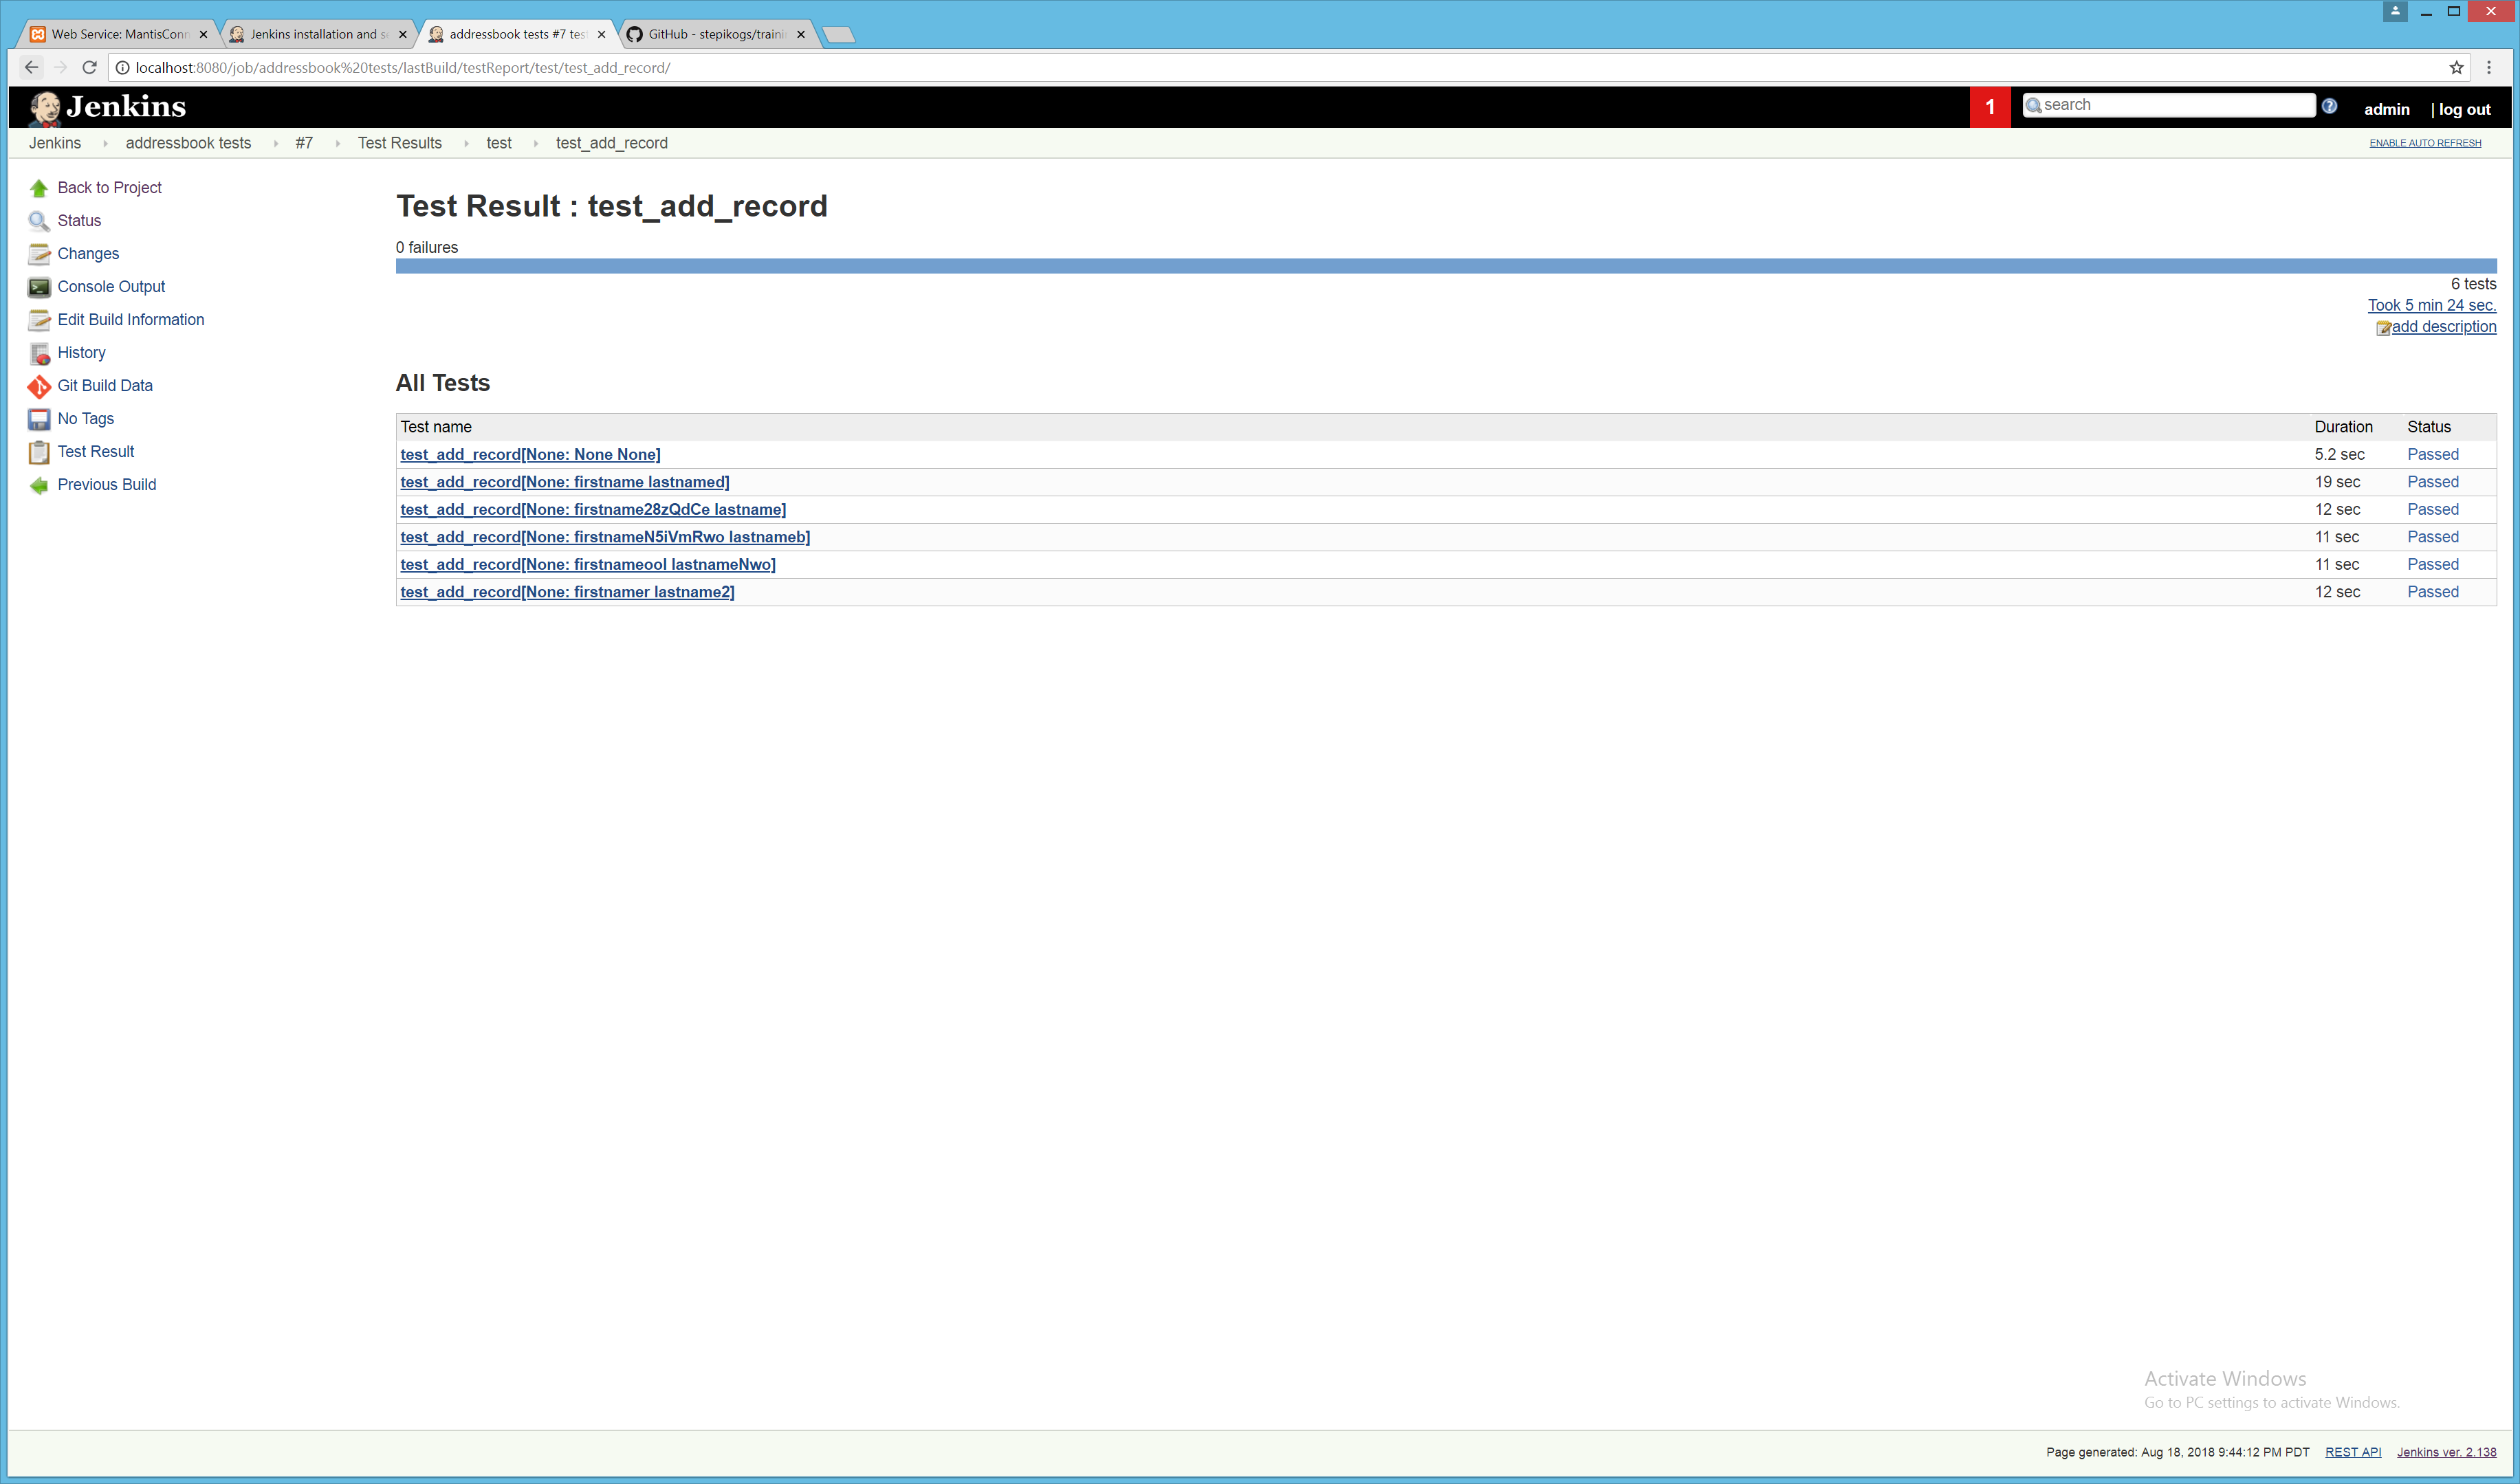 Web Service: MantisConn
Jenkins installation and se
addressbook tests #7 tes
GitHub - stepikogs/traini
localhost:8080/job/addressbook%20tests/lastBuild/testReport/test/test_add_record/
Jenkins
1
search
admin
| log out
Jenkins
addressbook tests
#7
Test Results
test
test_add_record
ENABLE AUTO REFRESH
Back to Project
Status
Changes
Console Output
Edit Build Information
History
Git Build Data
No Tags
Test Result
Previous Build
Test Result : test_add_record
0 failures
6 tests
Took 5 min 24 sec.
add description
All Tests
Test name Duration Status
test_add_record[None: None None] 5.2 sec Passed
test_add_record[None: firstname lastnamed] 19 sec Passed
test_add_record[None: firstname28zQdCe lastname] 12 sec Passed
test_add_record[None: firstnameN5iVmRwo lastnameb] 11 sec Passed
test_add_record[None: firstnameool lastnameNwo] 11 sec Passed
test_add_record[None: firstnamer lastname2] 12 sec Passed
Activate Windows
Go to PC settings to activate Windows.
Page generated: Aug 18, 2018 9:44:12 PM PDT REST API Jenkins ver. 2.138